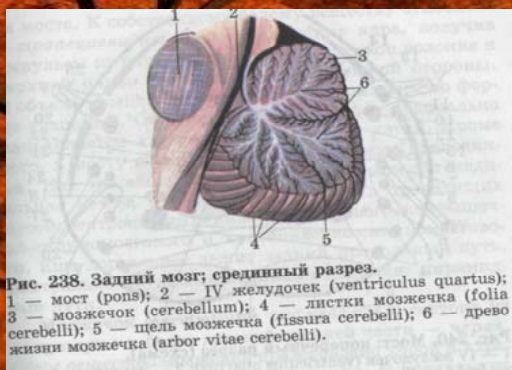 1
2
3
6
4
5
Рис. 238. Задний мозг; срединный разрез.
1 — мост (pons); 2 — IV желудочек (ventriculus quartus);
3 — мозжечок (cerebellum); 4 — листки мозжечка (folia
cerebelli); 5 — щель мозжечка (fissura cerebelli); 6 — древо
жизни мозжечка (arbor vitae cerebelli).